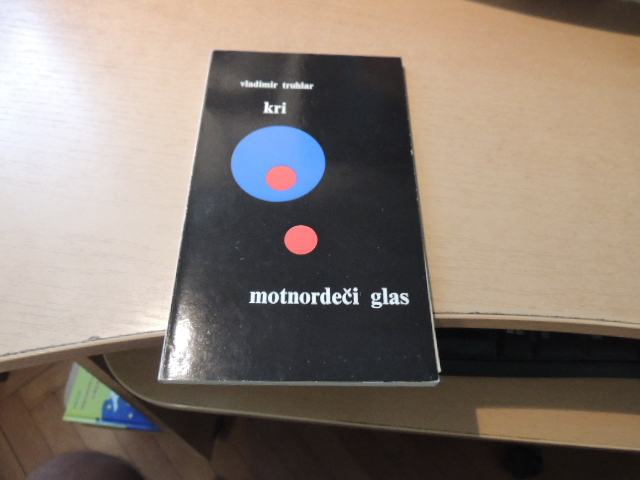 vladimir truhlar
kri
motnordeči glas